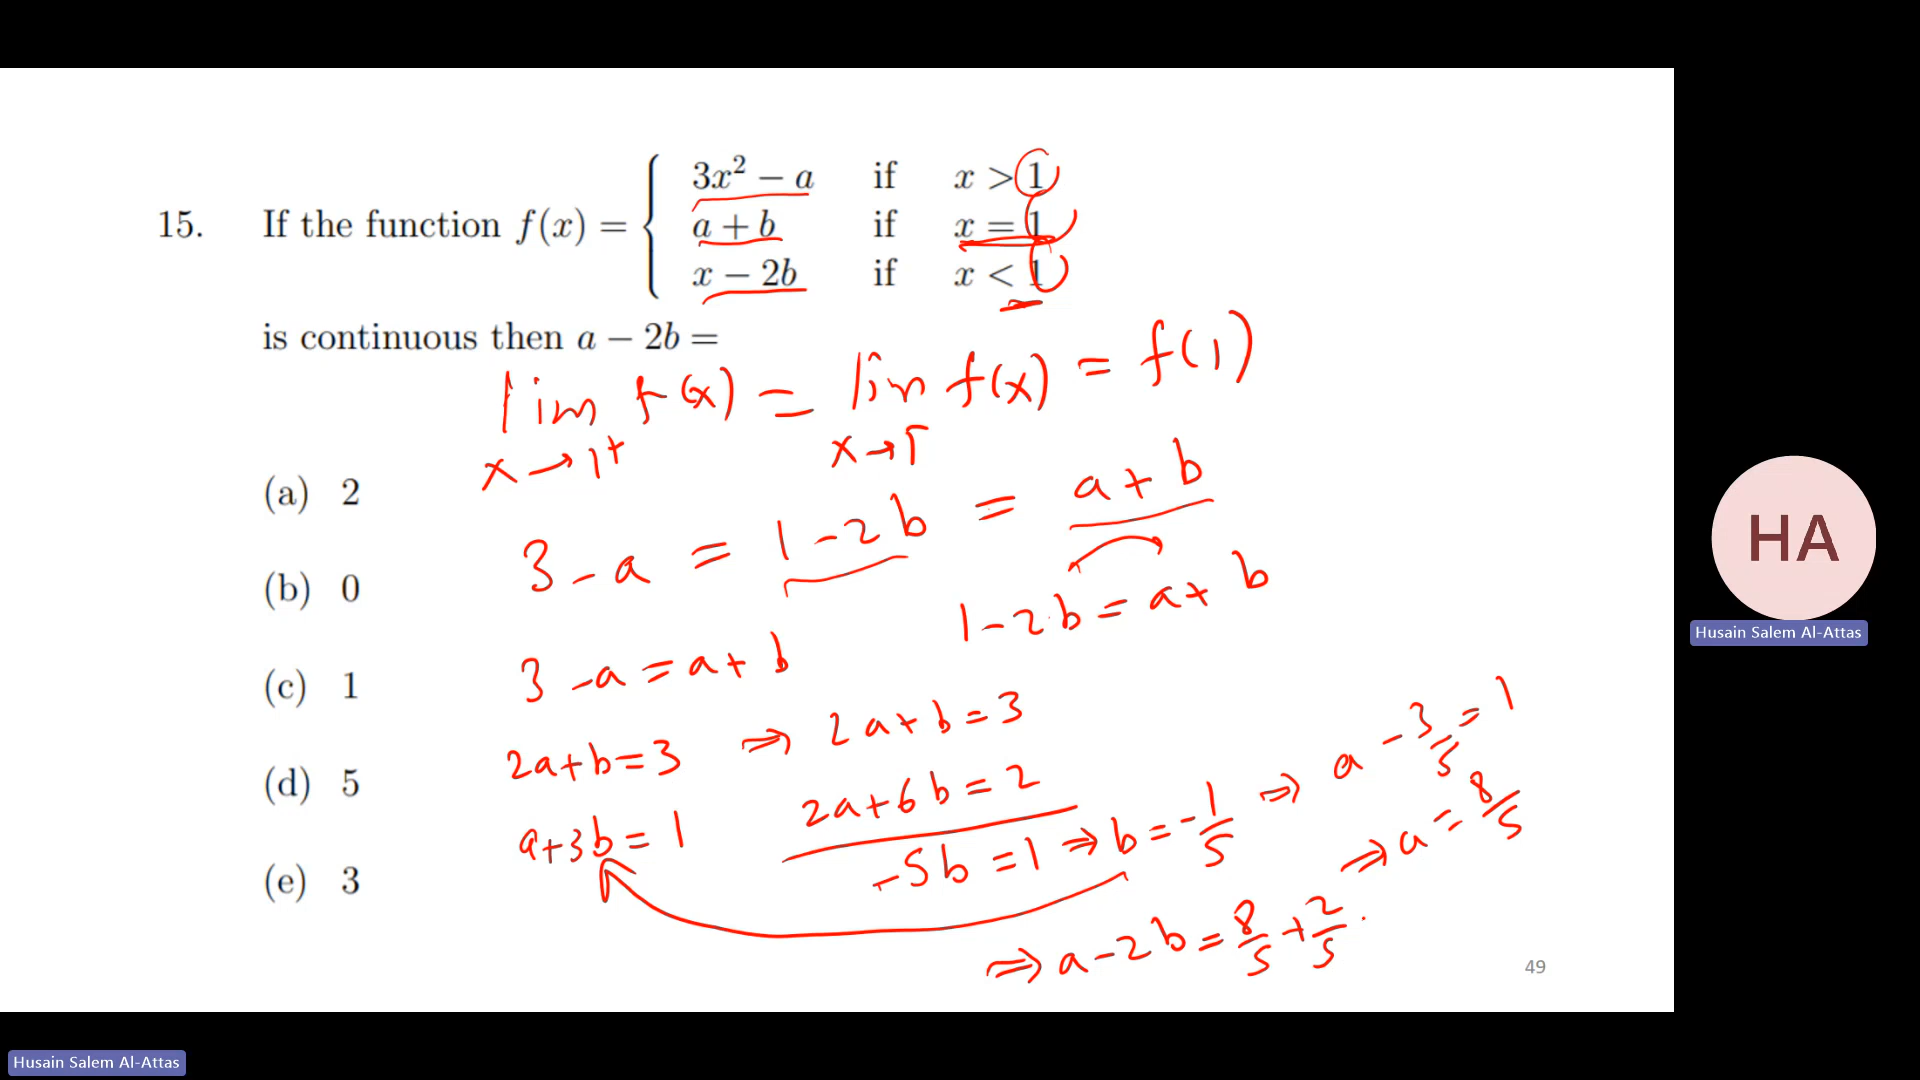 15. If the function f(x) = { 3x² − a if x > 1
a + b if x = 1
x − 2b if x < 1
is continuous then a − 2b =
lim f(x) = lim f(x) = f(1)
x → 1⁺ x → 1⁻
(a) 2
3 − a = 1 − 2b = a + b
(b) 0
1 − 2b = a + b
(c) 1
3 − a = a + b
2a + b = 3 ⇒ 2a + b = 3
(d) 5
a + 3b = 1
2a + 6b = 2
−5b = 1 ⇒ b = −1/5 ⇒ a − 3/5 = 1
⇒ a = 8/5
(e) 3
⇒ a − 2b = 8/5 + 2/5
49
HA
Husain Salem Al-Attas
Husain Salem Al-Attas